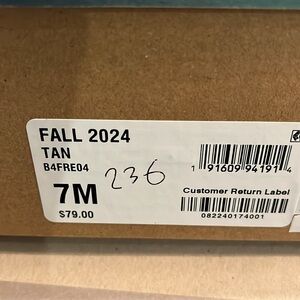 FALL 2024
TAN
B4FRE04
7M
$79.00
236
1 91609 94191 4
Customer Return Label
082240174001